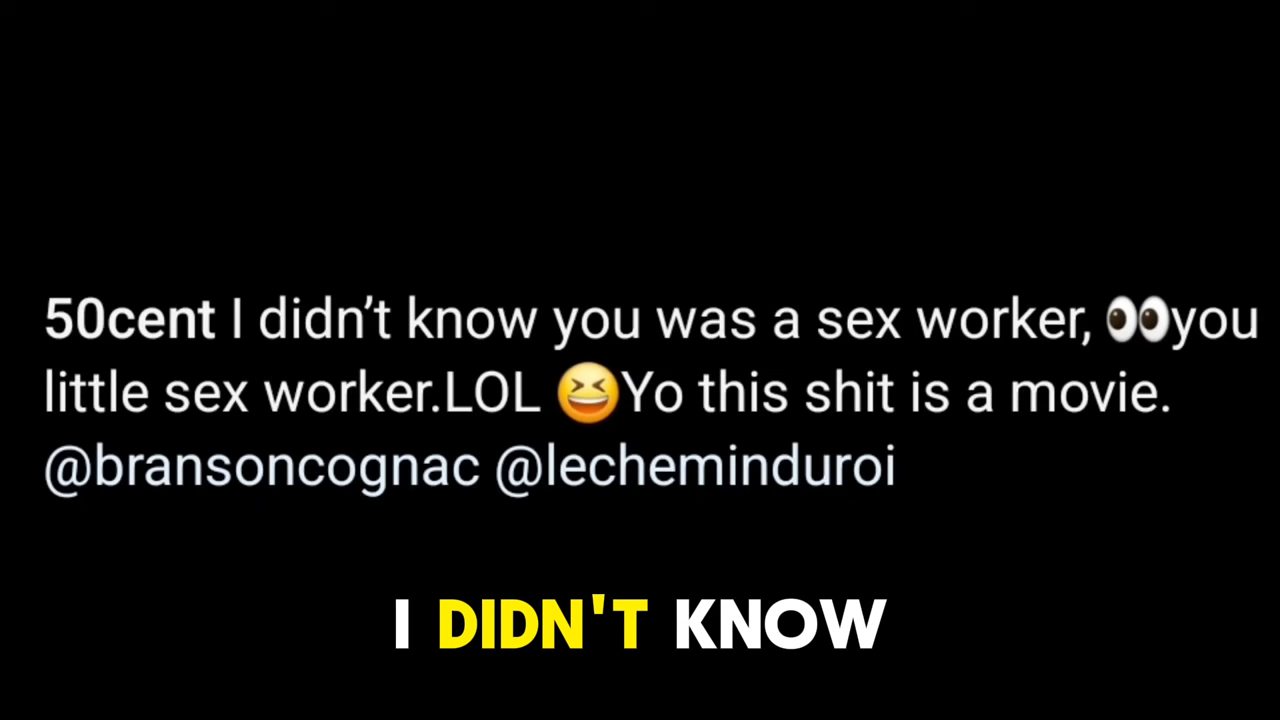 50cent I didn’t know you was a sex worker, 👀you
little sex worker.LOL 😆Yo this shit is a movie.
@bransoncognac @lecheminduroi
I DIDN'T KNOW